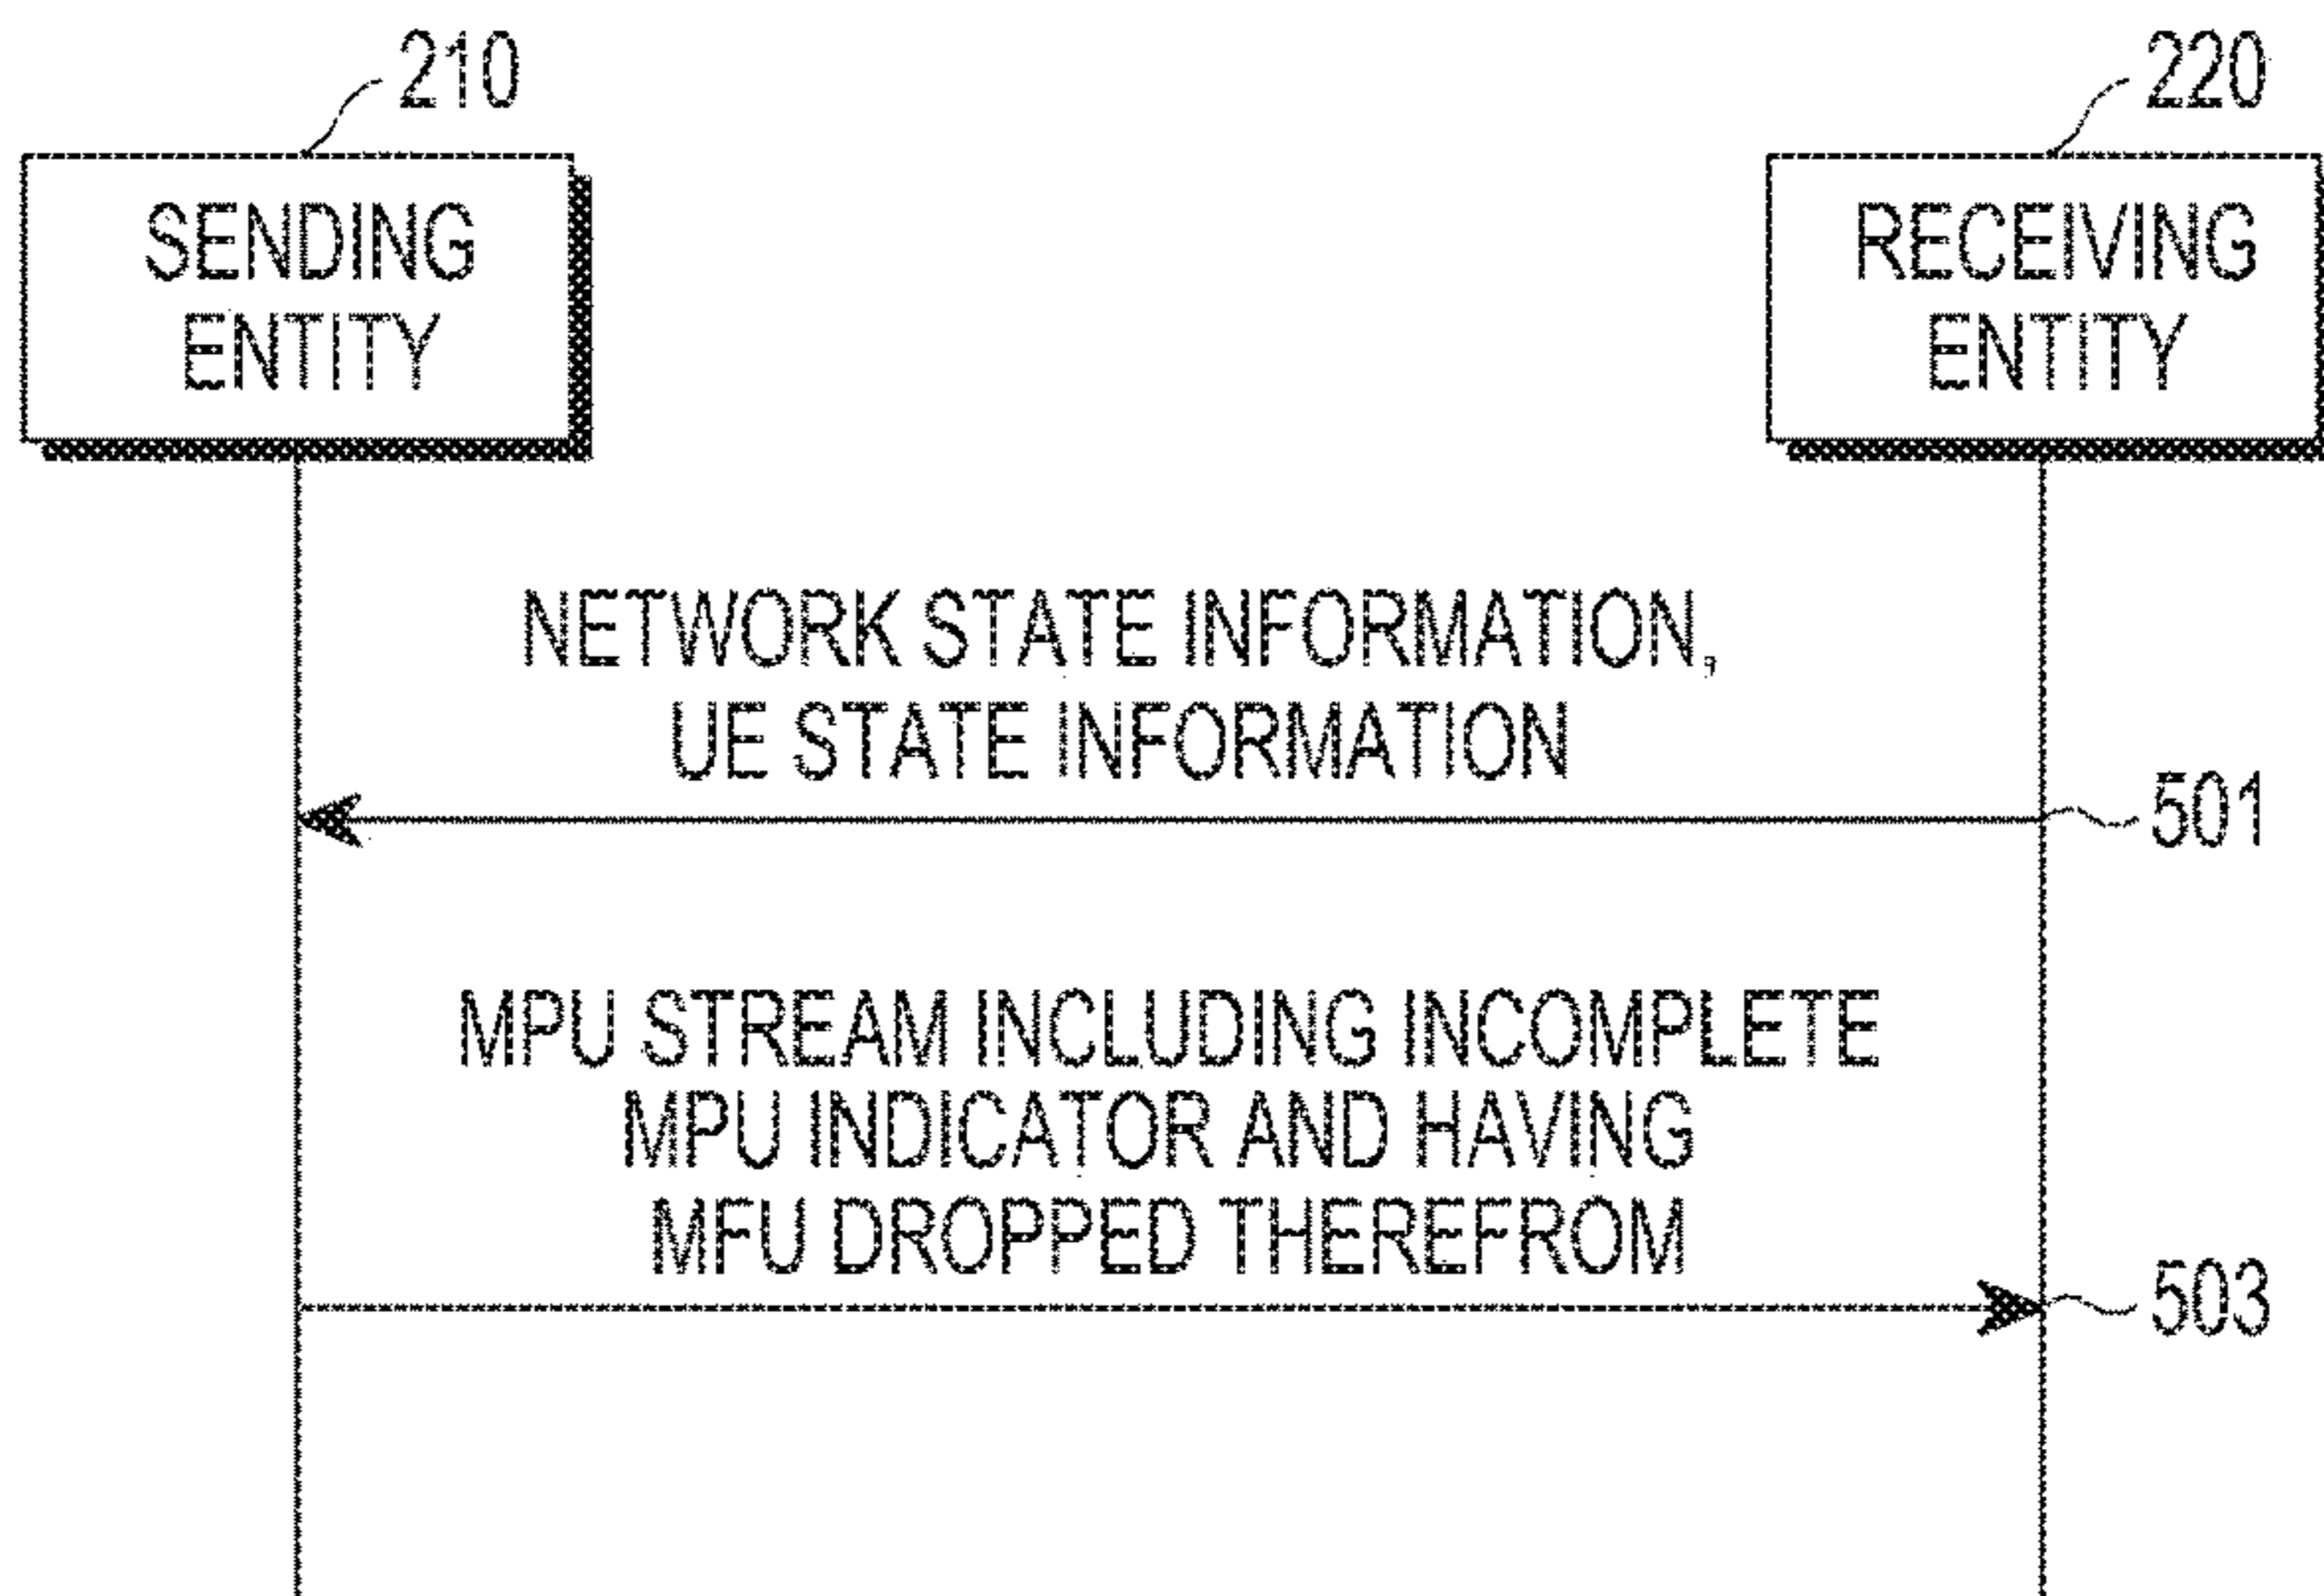 210
220
SENDING
ENTITY
RECEIVING
ENTITY
NETWORK STATE INFORMATION,
UE STATE INFORMATION
501
MPU STREAM INCLUDING INCOMPLETE
MPU INDICATOR AND HAVING
MFU DROPPED THEREFROM
503